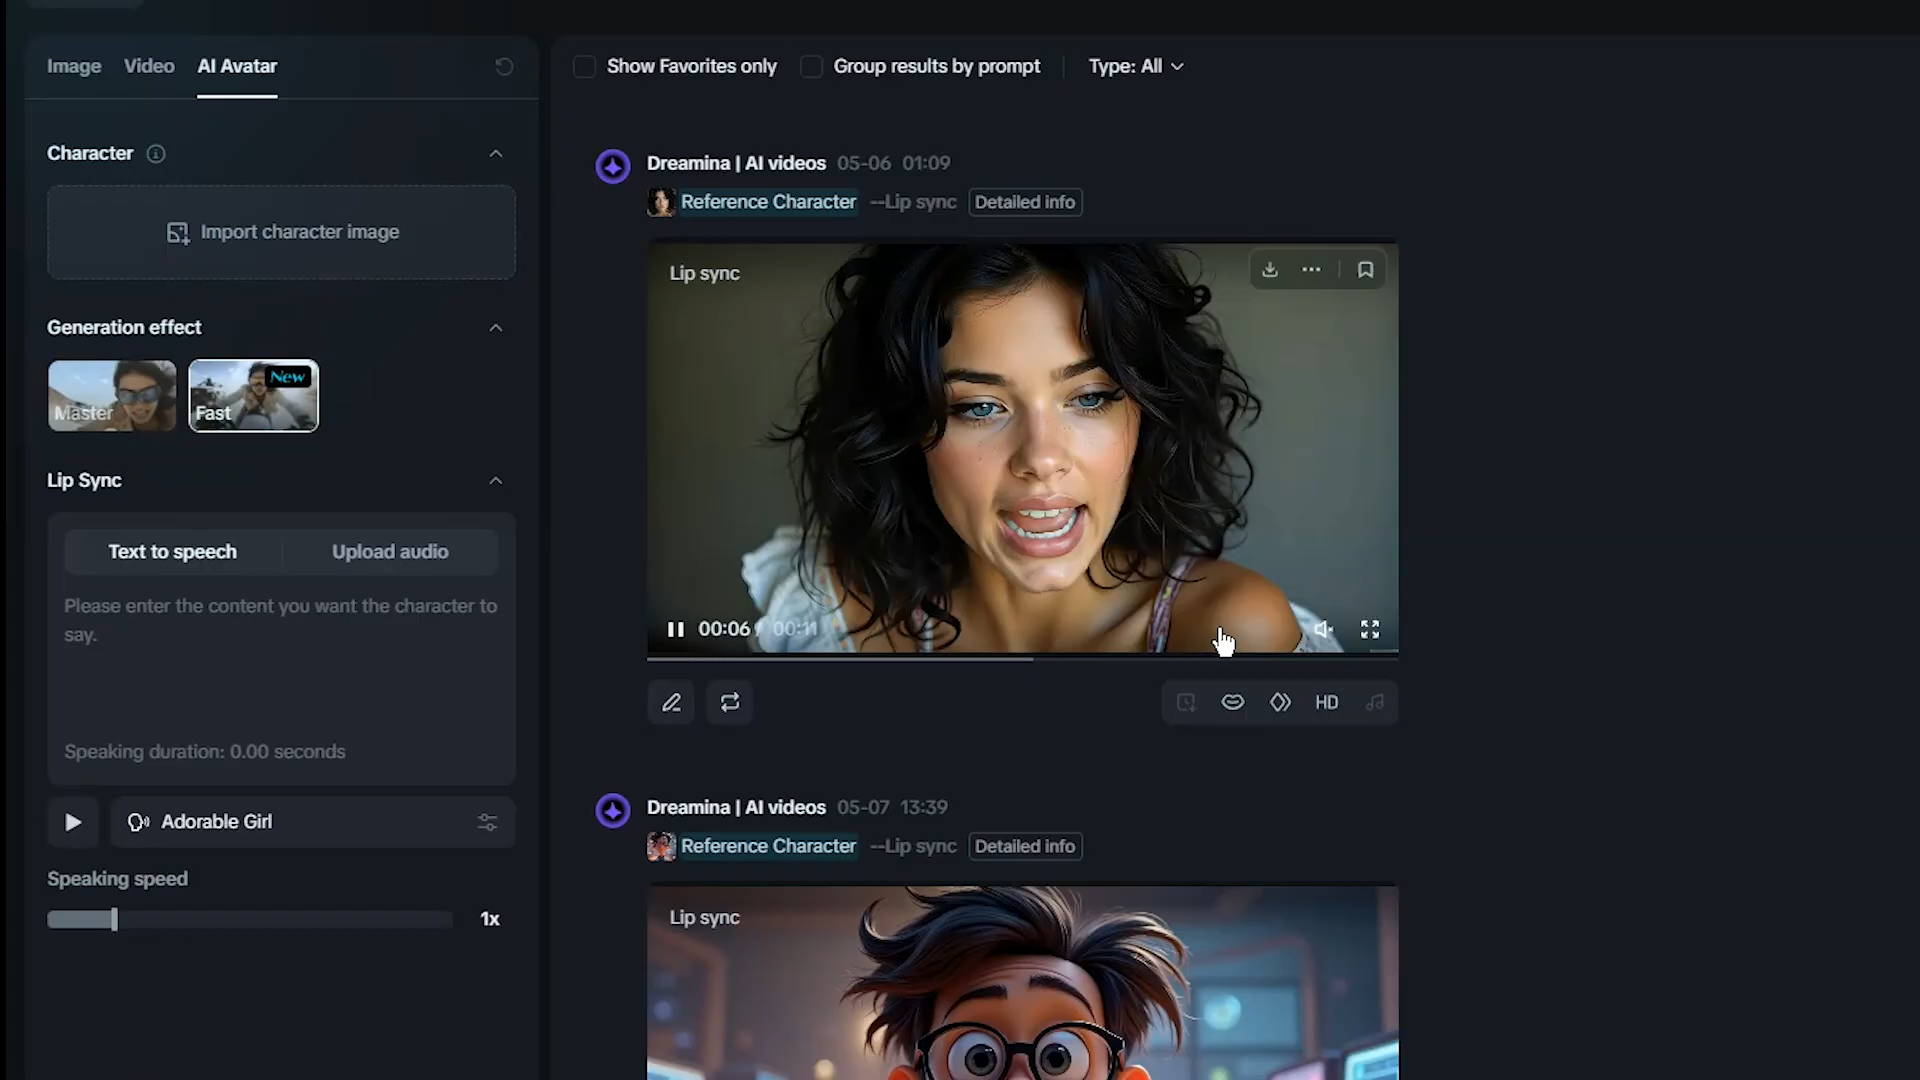 Image Video AI Avatar
Show Favorites only Group results by prompt Type: All
Character
Import character image
Generation effect
Master
New
Fast
Lip Sync
Text to speech Upload audio
Please enter the content you want the character to
say.
Speaking duration: 0.00 seconds
Adorable Girl
Speaking speed
1x
Dreamina | AI videos 05-06 01:09
Reference Character --Lip sync Detailed info
Lip sync
00:06 / 00:11
HD
Dreamina | AI videos 05-07 13:39
Reference Character --Lip sync Detailed info
Lip sync